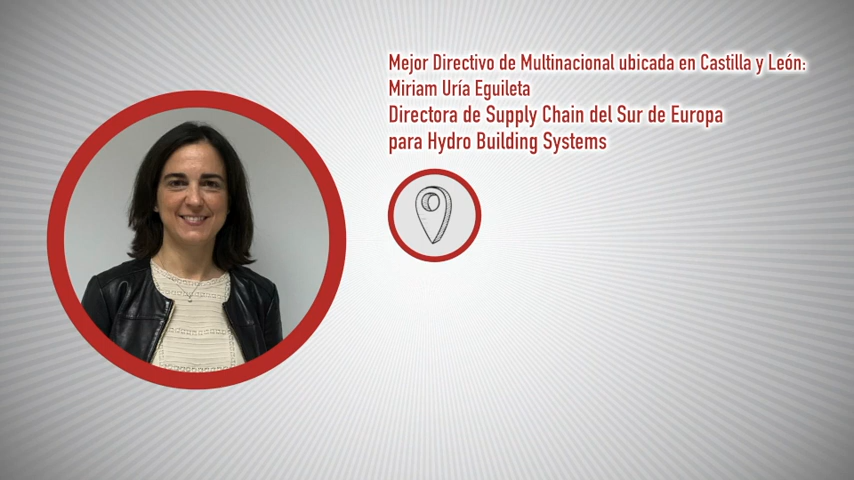 Mejor Directivo de Multinacional ubicada en Castilla y León:
Miriam Uría Eguileta
Directora de Supply Chain del Sur de Europa
para Hydro Building Systems